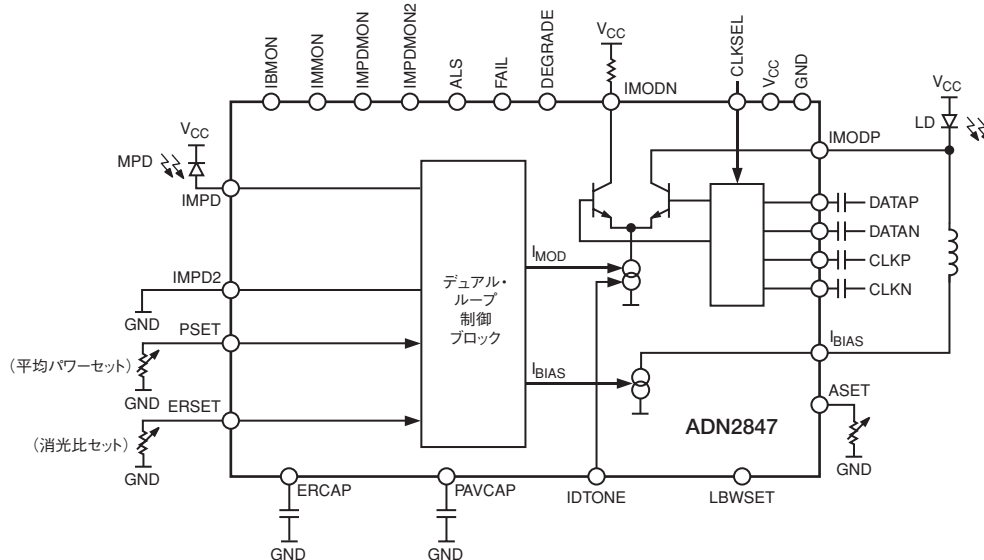 IBMON
IMMON
IMPDMON
IMPDMON2
ALS
FAIL
DEGRADE
VCC
IMODN
CLKSEL
VCC
GND
VCC
LD
IMODP
VCC
MPD
IMPD
DATAP
DATAN
CLKP
CLKN
IMPD2
GND
IMOD
デュアル・
ループ
制御
ブロック
PSET
(平均パワーセット)
GND
IBIAS
IBIAS
ERSET
(消光比セット)
GND
ASET
GND
ADN2847
ERCAP
GND
PAVCAP
GND
IDTONE
LBWSET